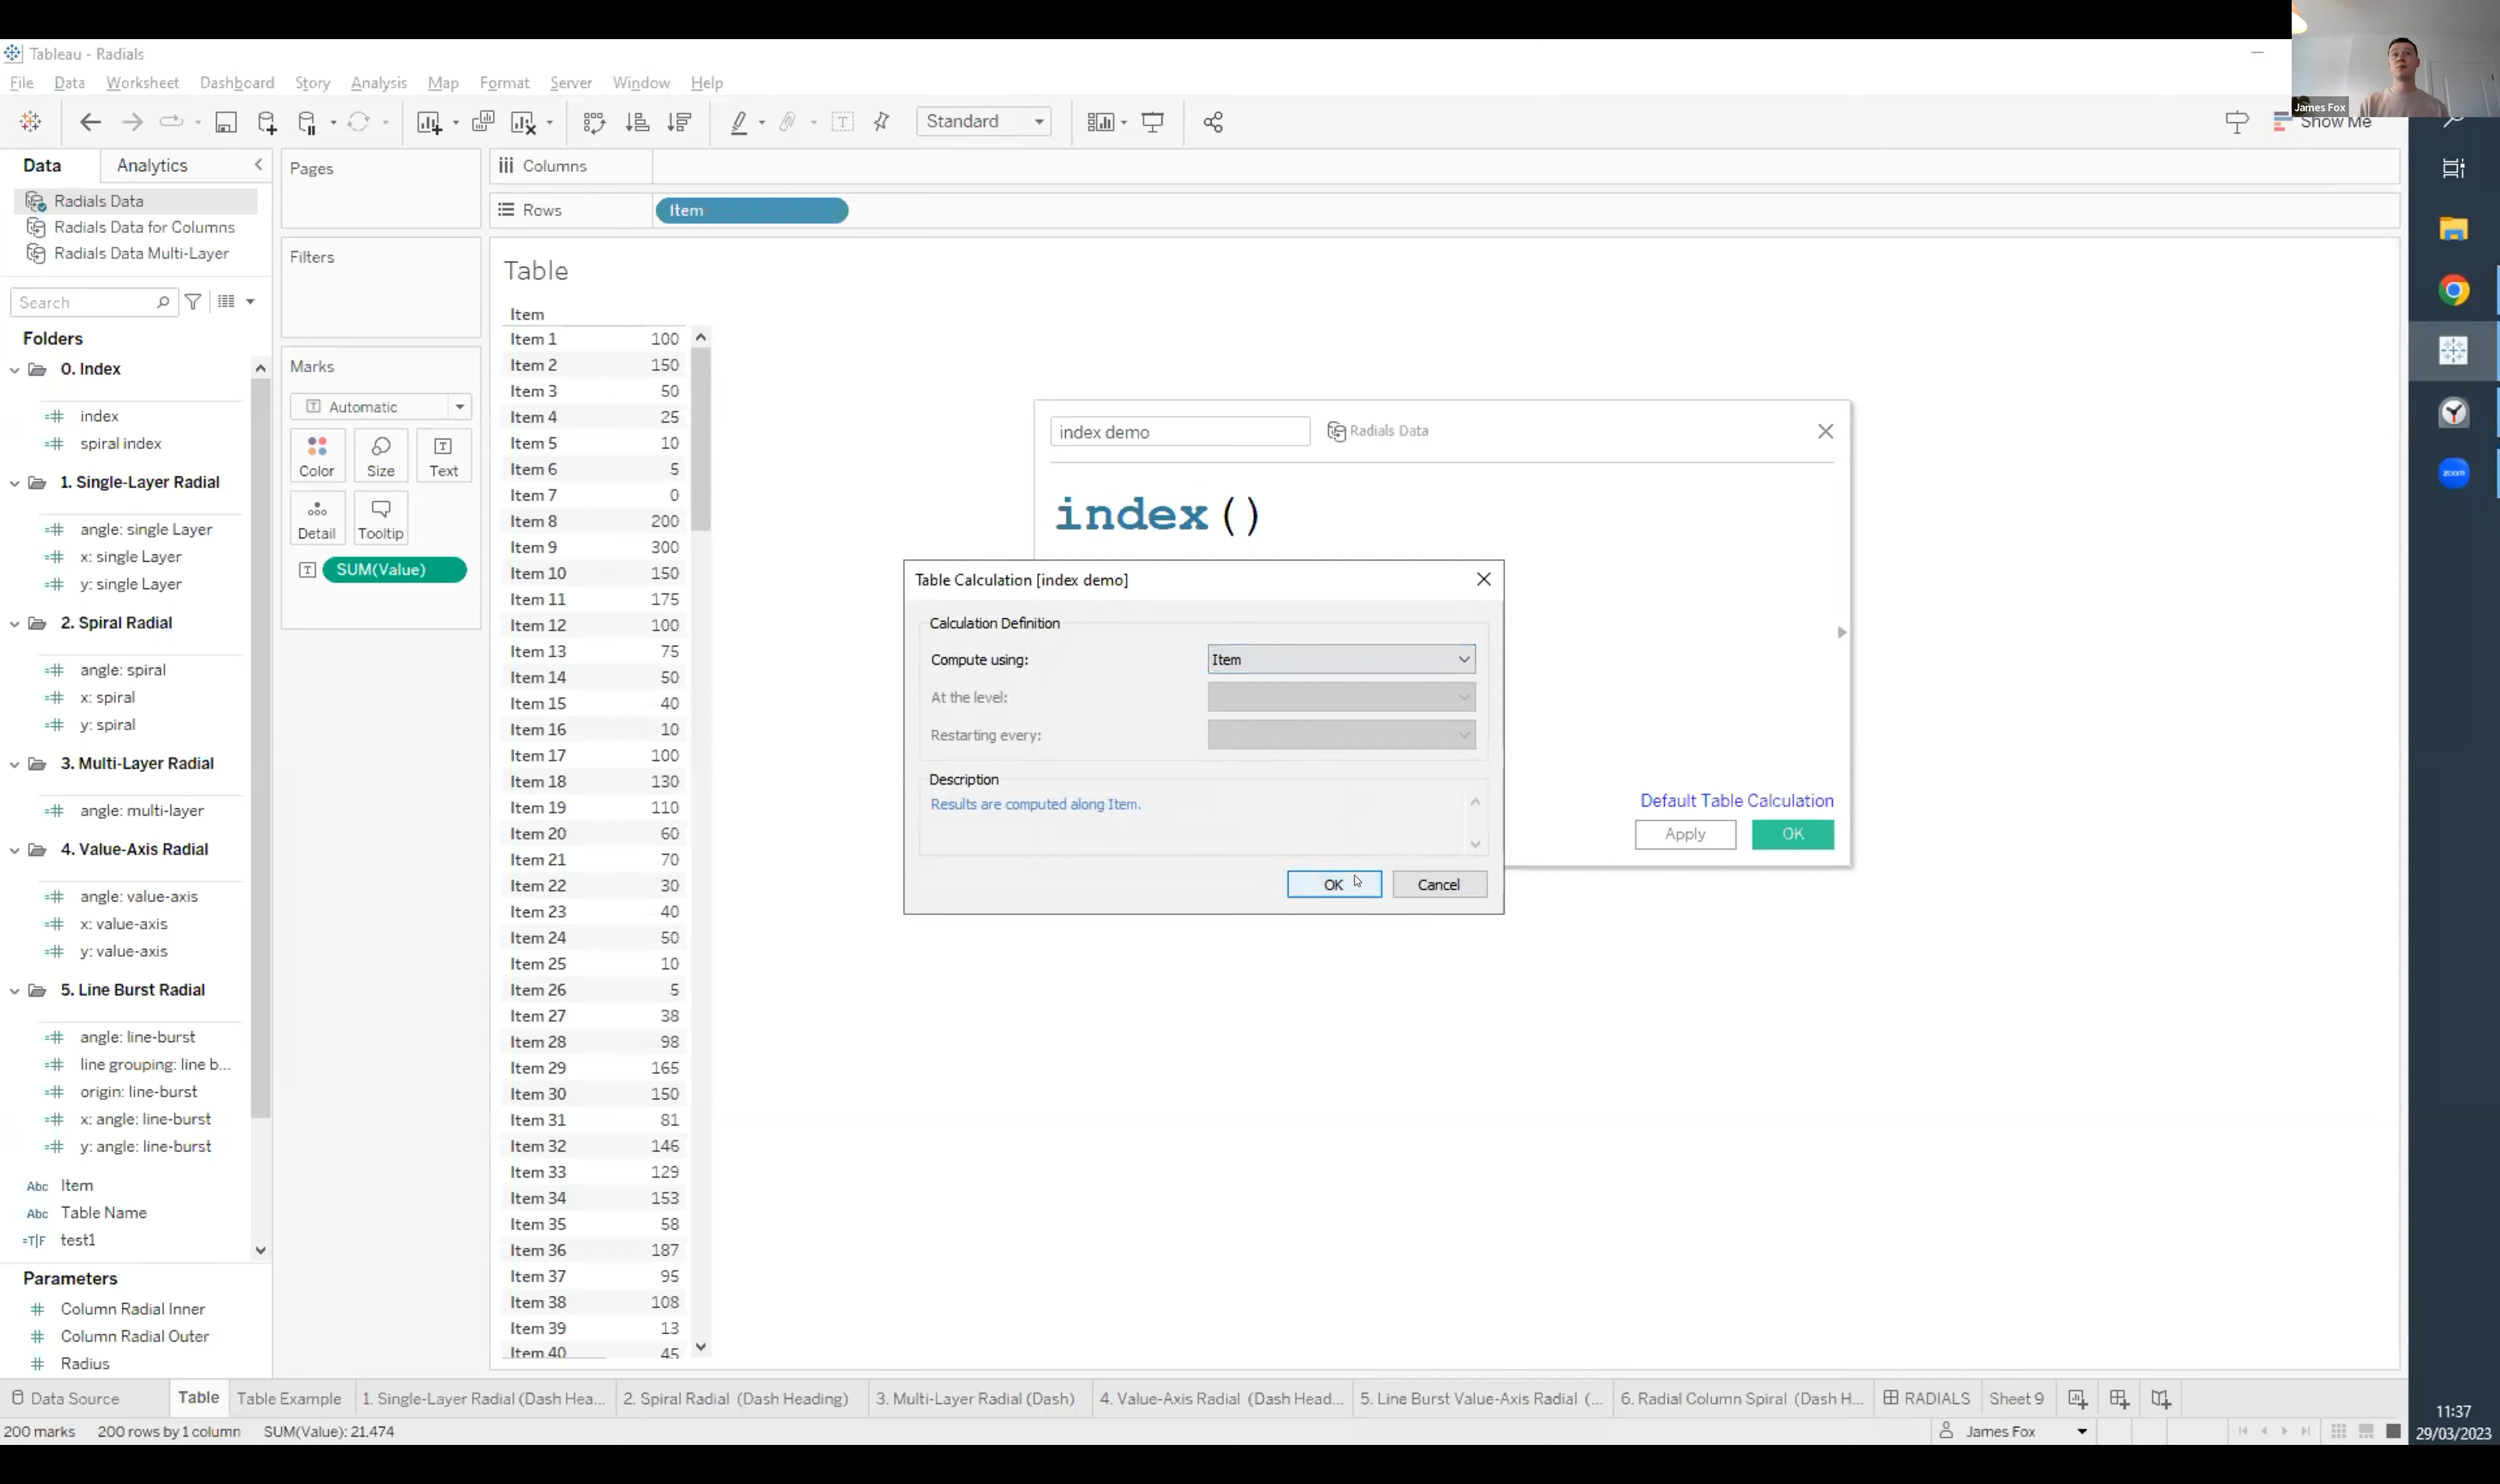 James Fox
Tableau - Radials
File Data Worksheet Dashboard Story Analysis Map Format Server Window Help
Standard
Show Me
Data Analytics
Radials Data
Radials Data for Columns
Radials Data Multi-Layer
Search
Folders
0. Index
index
spiral index
1. Single-Layer Radial
angle: single Layer
x: single Layer
y: single Layer
2. Spiral Radial
angle: spiral
x: spiral
y: spiral
3. Multi-Layer Radial
angle: multi-layer
4. Value-Axis Radial
angle: value-axis
x: value-axis
y: value-axis
5. Line Burst Radial
angle: line-burst
line grouping: line b...
origin: line-burst
x: angle: line-burst
y: angle: line-burst
Abc Item
Abc Table Name
=T|F test1
Parameters
Column Radial Inner
Column Radial Outer
Radius
Pages
Filters
Marks
Automatic
Color Size Text
Detail Tooltip
SUM(Value)
Columns
Rows Item
Table
Item
Item 1 100
Item 2 150
Item 3 50
Item 4 25
Item 5 10
Item 6 5
Item 7 0
Item 8 200
Item 9 300
Item 10 150
Item 11 175
Item 12 100
Item 13 75
Item 14 50
Item 15 40
Item 16 10
Item 17 100
Item 18 130
Item 19 110
Item 20 60
Item 21 70
Item 22 30
Item 23 40
Item 24 50
Item 25 10
Item 26 5
Item 27 38
Item 28 98
Item 29 165
Item 30 150
Item 31 81
Item 32 146
Item 33 129
Item 34 153
Item 35 58
Item 36 187
Item 37 95
Item 38 108
Item 39 13
Item 40 45
index demo Radials Data
index()
Default Table Calculation
Apply OK
Table Calculation [index demo]
Calculation Definition
Compute using: Item
At the level:
Restarting every:
Description
Results are computed along Item.
OK Cancel
zoom
Data Source Table Table Example 1. Single-Layer Radial (Dash Hea... 2. Spiral Radial (Dash Heading) 3. Multi-Layer Radial (Dash) 4. Value-Axis Radial (Dash Head... 5. Line Burst Value-Axis Radial (... 6. Radial Column Spiral (Dash H... RADIALS Sheet 9
200 marks 200 rows by 1 column SUM(Value): 21,474 James Fox
11:37
29/03/2023